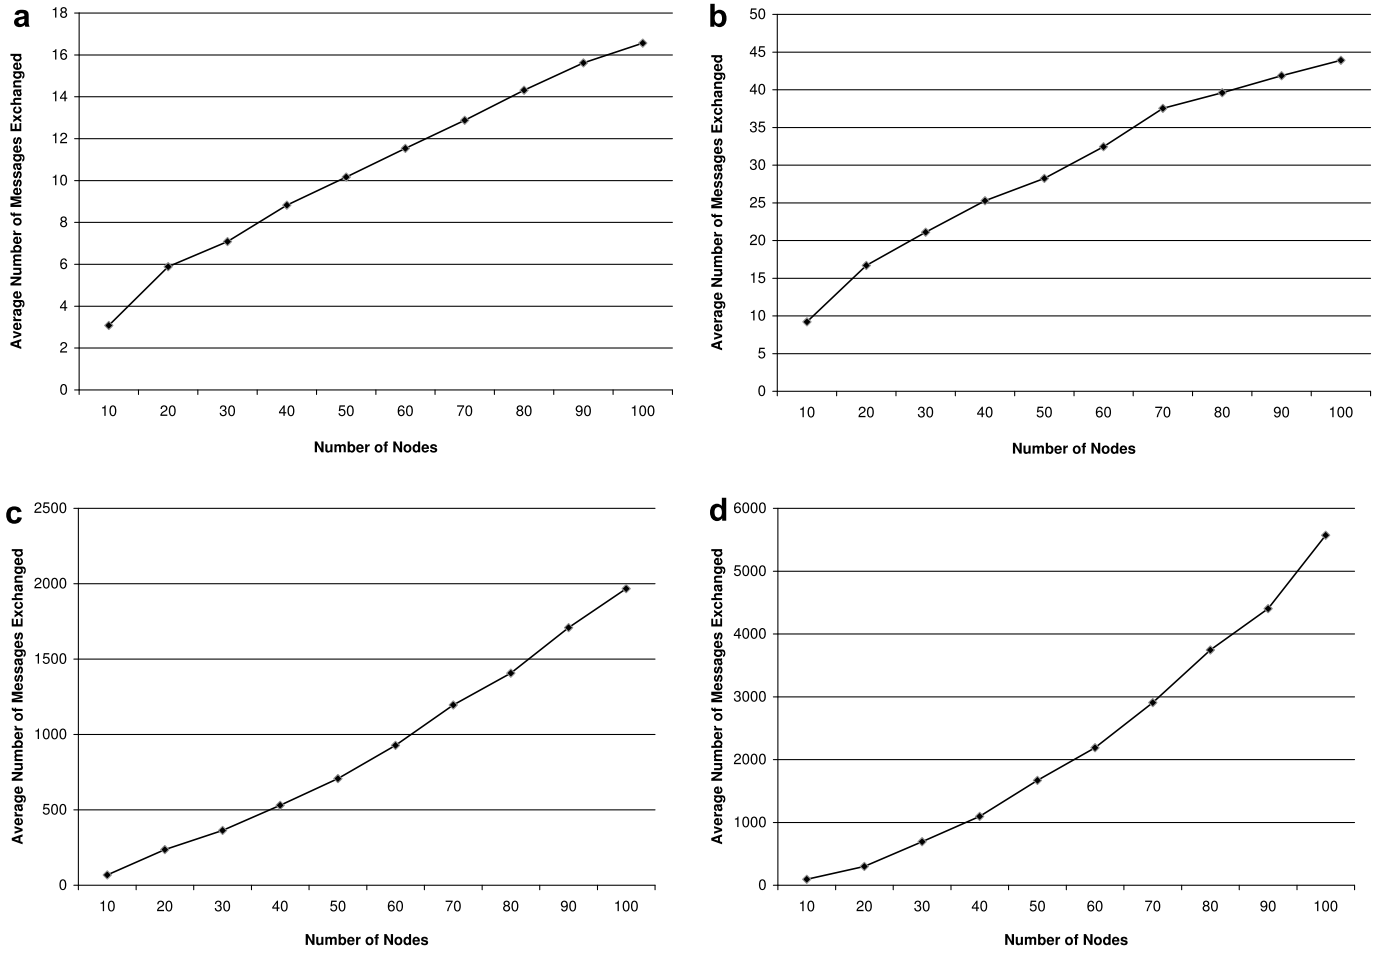 a
Average Number of Messages Exchanged
18
16
14
12
10
8
6
4
2
0
10 20 30 40 50 60 70 80 90 100
Number of Nodes
b
Average Number of Messages Exchanged
50
45
40
35
30
25
20
15
10
5
0
10 20 30 40 50 60 70 80 90 100
Number of Nodes
c
Average Number of Messages Exchanged
2500
2000
1500
1000
500
0
10 20 30 40 50 60 70 80 90 100
Number of Nodes
d
Average Number of Messages Exchanged
6000
5000
4000
3000
2000
1000
0
10 20 30 40 50 60 70 80 90 100
Number of Nodes